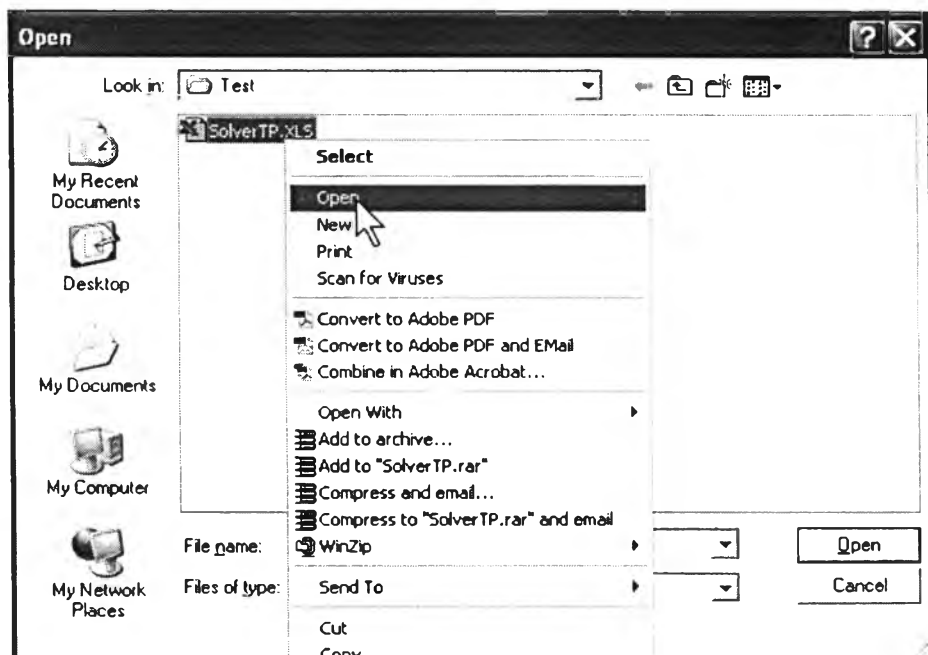 Open
Look in: Test
SolverTP.XLS
My Recent
Documents
Desktop
My Documents
My Computer
My Network
Places
Select
Open
New
Print
Scan for Viruses
Convert to Adobe PDF
Convert to Adobe PDF and EMail
Combine in Adobe Acrobat...
Open With
Add to archive...
Add to "SolverTP.rar"
Compress and email...
Compress to "SolverTP.rar" and email
WinZip
Send To
Cut
Copy
File name:
Files of type:
Open
Cancel